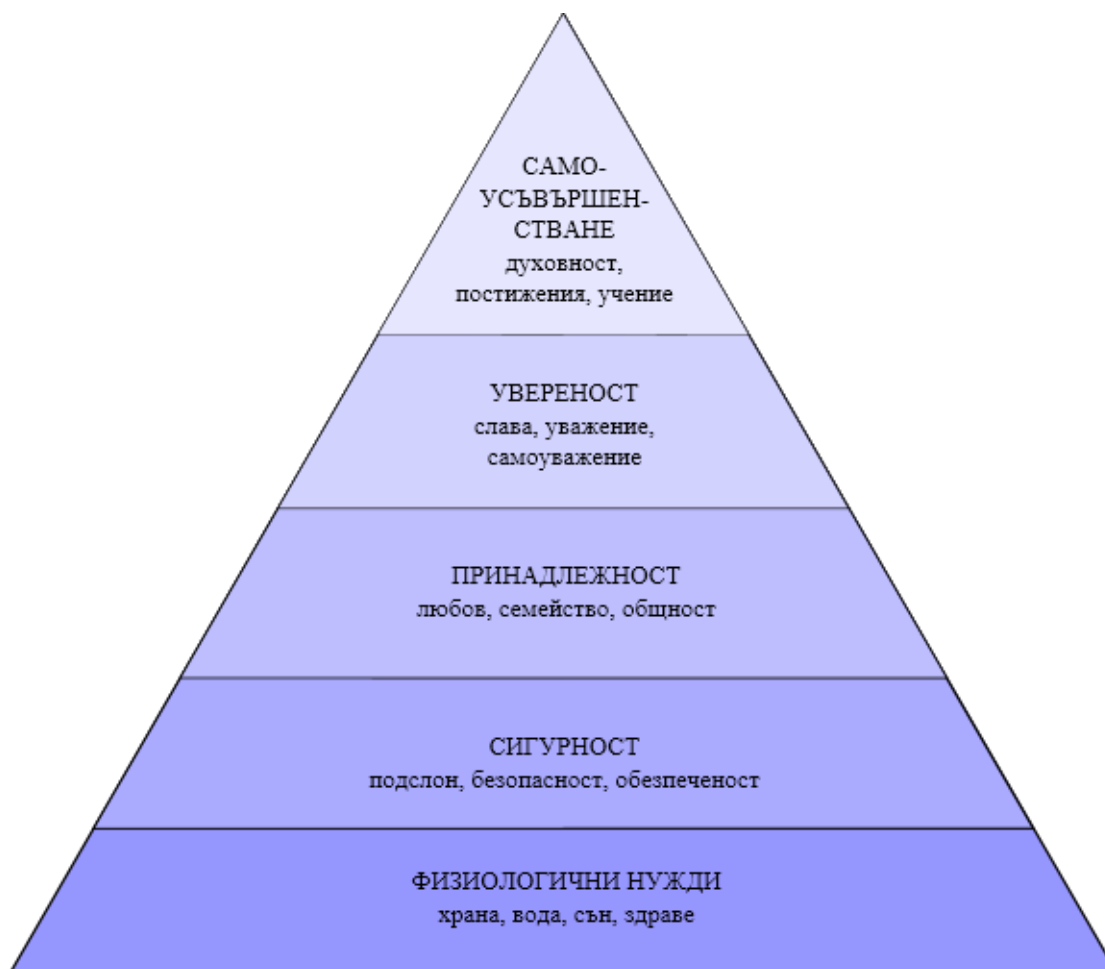 САМО-
УСЪВЪРШЕН-
СТВАНЕ
духовност,
постижения, учение
УВЕРЕНОСТ
слава, уважение,
самоуважение
ПРИНАДЛЕЖНОСТ
любов, семейство, общност
СИГУРНОСТ
подслон, безопасност, обезпеченост
ФИЗИОЛОГИЧНИ НУЖДИ
храна, вода, сън, здраве